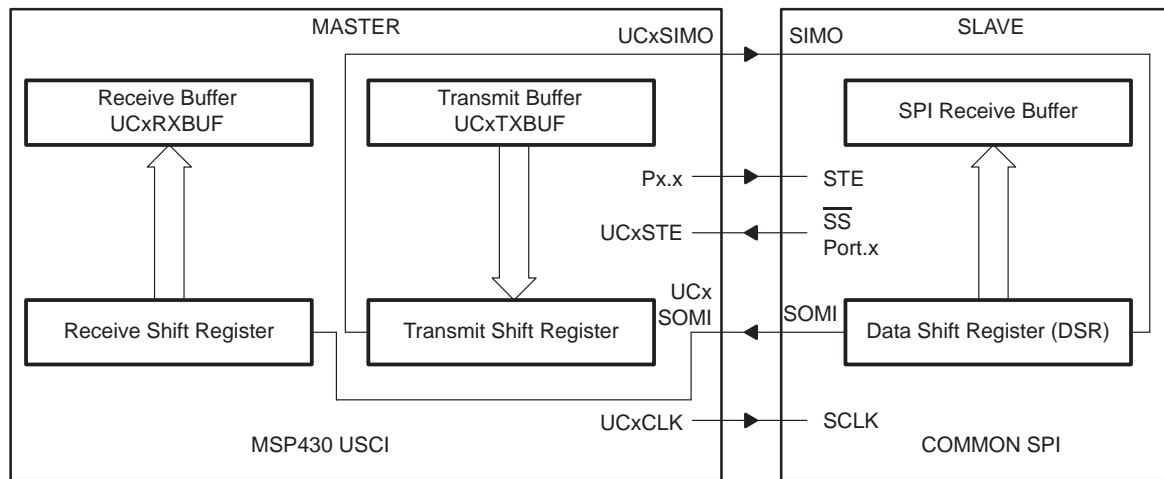 MASTER
UCxSIMO
SIMO
SLAVE
Receive Buffer
UCxRXBUF
Transmit Buffer
UCxTXBUF
SPI Receive Buffer
Px.x
STE
UCxSTE
SS
Port.x
UCx
SOMI
SOMI
Receive Shift Register
Transmit Shift Register
Data Shift Register (DSR)
UCxCLK
SCLK
MSP430 USCI
COMMON SPI